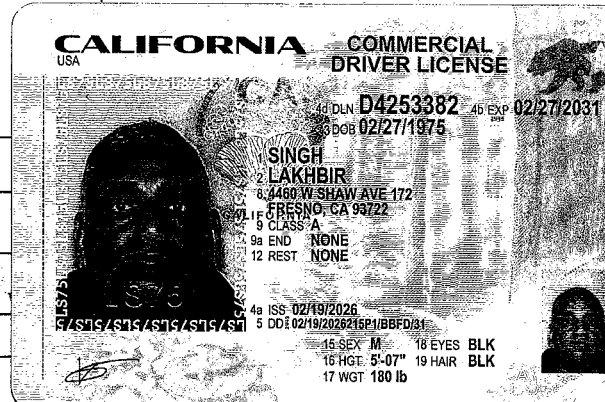 CALIFORNIA
USA
COMMERCIAL
DRIVER LICENSE
4d DLN D4253382 4b EXP 02/27/2031
3 DOB 02/27/1975
1 SINGH
2 LAKHBIR
8 4460 W SHAW AVE 172
FRESNO, CA 93722
9 CLASS A
9a END NONE
12 REST NONE
LS75
4a ISS 02/19/2026
5 DD 02/19/2026215P1/BBFD/31
15 SEX M 18 EYES BLK
16 HGT 5'-07" 19 HAIR BLK
17 WGT 180 lb